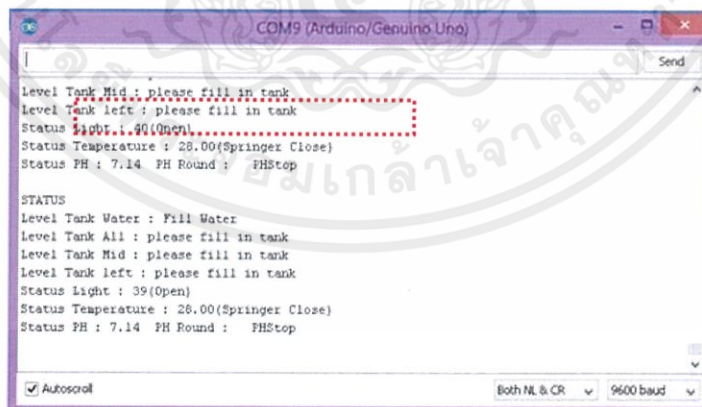 COM9 (Arduino/Genuino Uno)
Send
Level Tank Mid : please fill in tank
Level Tank left : please fill in tank
Status Light : 40(Open)
Status Temperature : 28.00(Springer Close)
Status PH : 7.14 PH Round : PHStop
STATUS
Level Tank Water : Fill Water
Level Tank All : please fill in tank
Level Tank Mid : please fill in tank
Level Tank left : please fill in tank
Status Light : 39(Open)
Status Temperature : 28.00(Springer Close)
Status PH : 7.14 PH Round : PHStop
Autoscroll
Both NL & CR
9600 baud